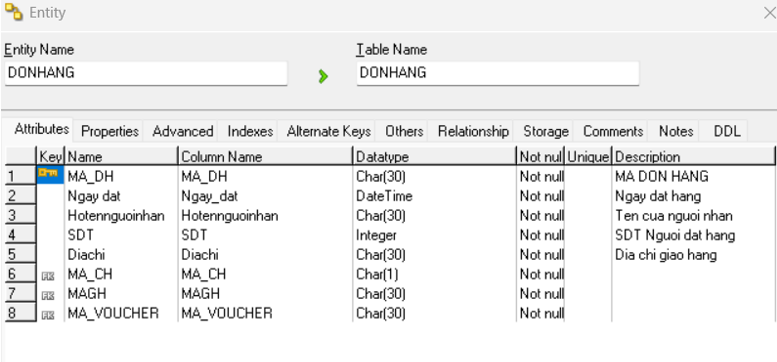 Entity
Entity Name Table Name
DONHANG DONHANG
Attributes Properties Advanced Indexes Alternate Keys Others Relationship Storage Comments Notes DDL
Key Name Column Name Datatype Not nul Unique Description
1 MA_DH MA_DH Char(30) Not null MA DON HANG
2 Ngay dat Ngay_dat DateTime Not null Ngay dat hang
3 Hotennguoinhan Hotennguoinhan Char(30) Not null Ten cua nguoi nhan
4 SDT SDT Integer Not null SDT Nguoi dat hang
5 Diachi Diachi Char(30) Not null Dia chi giao hang
6 FK MA_CH MA_CH Char(1) Not null
7 FK MAGH MAGH Char(30) Not null
8 FK MA_VOUCHER MA_VOUCHER Char(30) Not null